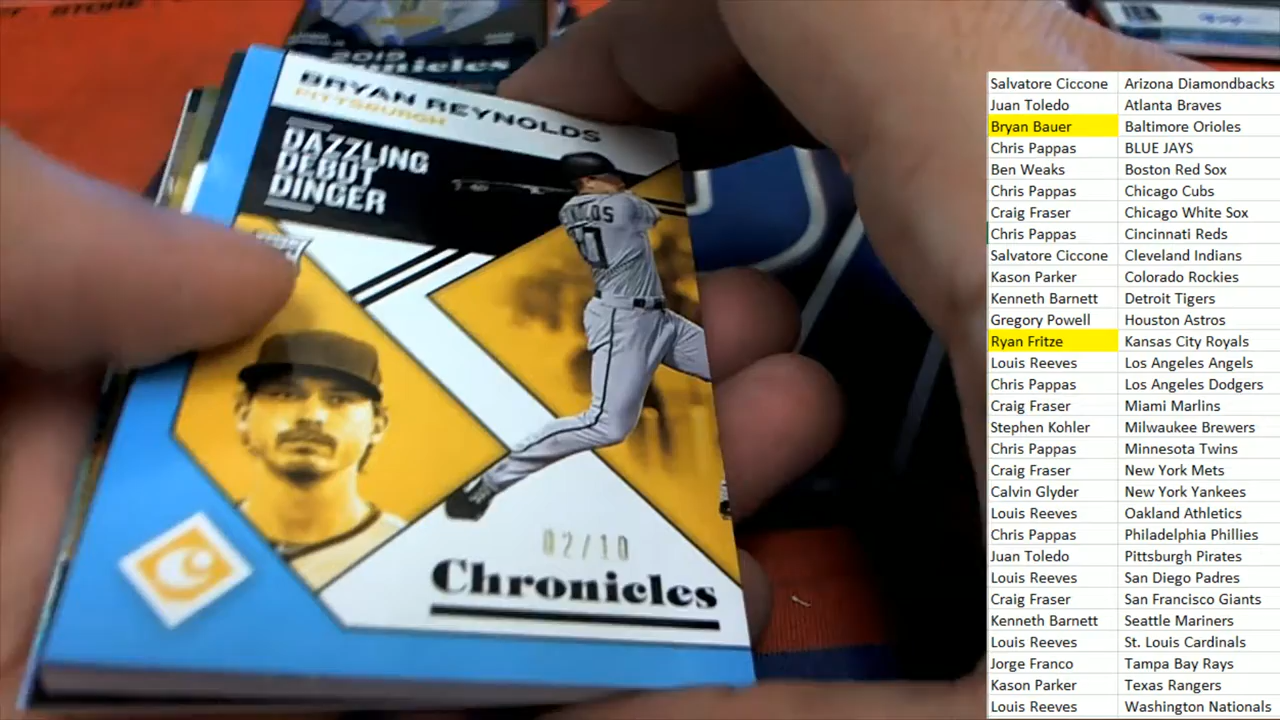 STORE
2019
Chronicles
BRYAN REYNOLDS
PITTSBURGH
DAZZLING
DEBUT
DINGER
REYNOLDS
10
02/10
Chronicles
Salvatore Ciccone Arizona Diamondbacks
Juan Toledo Atlanta Braves
Bryan Bauer Baltimore Orioles
Chris Pappas BLUE JAYS
Ben Weaks Boston Red Sox
Chris Pappas Chicago Cubs
Craig Fraser Chicago White Sox
Chris Pappas Cincinnati Reds
Salvatore Ciccone Cleveland Indians
Kason Parker Colorado Rockies
Kenneth Barnett Detroit Tigers
Gregory Powell Houston Astros
Ryan Fritze Kansas City Royals
Louis Reeves Los Angeles Angels
Chris Pappas Los Angeles Dodgers
Craig Fraser Miami Marlins
Stephen Kohler Milwaukee Brewers
Chris Pappas Minnesota Twins
Craig Fraser New York Mets
Calvin Glyder New York Yankees
Louis Reeves Oakland Athletics
Chris Pappas Philadelphia Phillies
Juan Toledo Pittsburgh Pirates
Louis Reeves San Diego Padres
Craig Fraser San Francisco Giants
Kenneth Barnett Seattle Mariners
Louis Reeves St. Louis Cardinals
Jorge Franco Tampa Bay Rays
Kason Parker Texas Rangers
Louis Reeves Washington Nationals